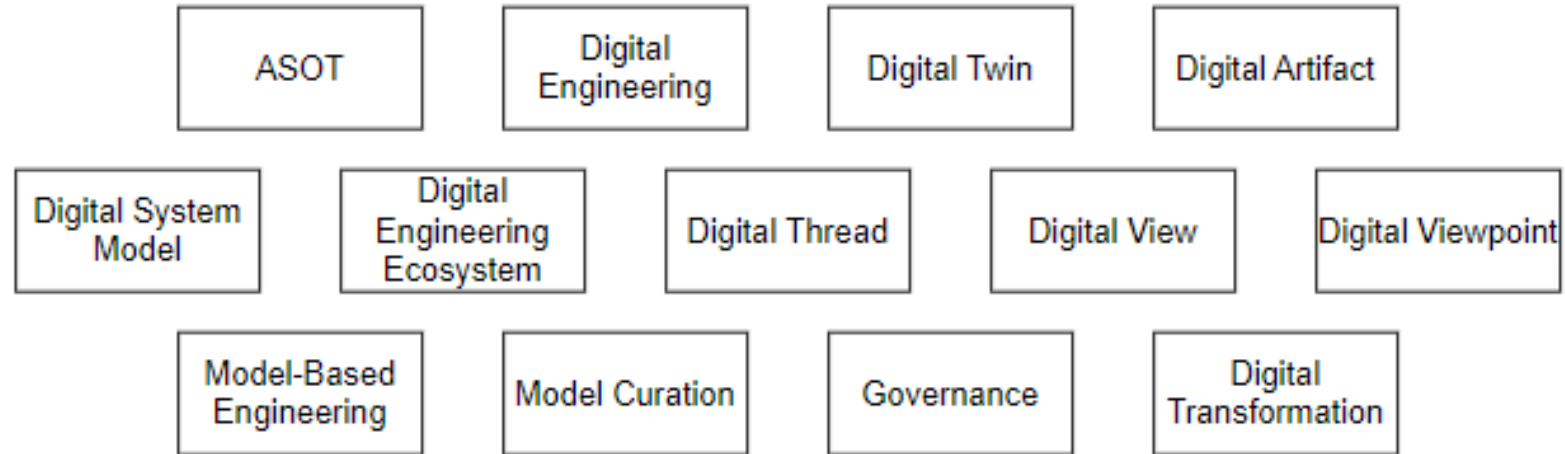 ASOT
Digital
Engineering
Digital Twin
Digital Artifact
Digital System
Model
Digital
Engineering
Ecosystem
Digital Thread
Digital View
Digital Viewpoint
Model-Based
Engineering
Model Curation
Governance
Digital
Transformation